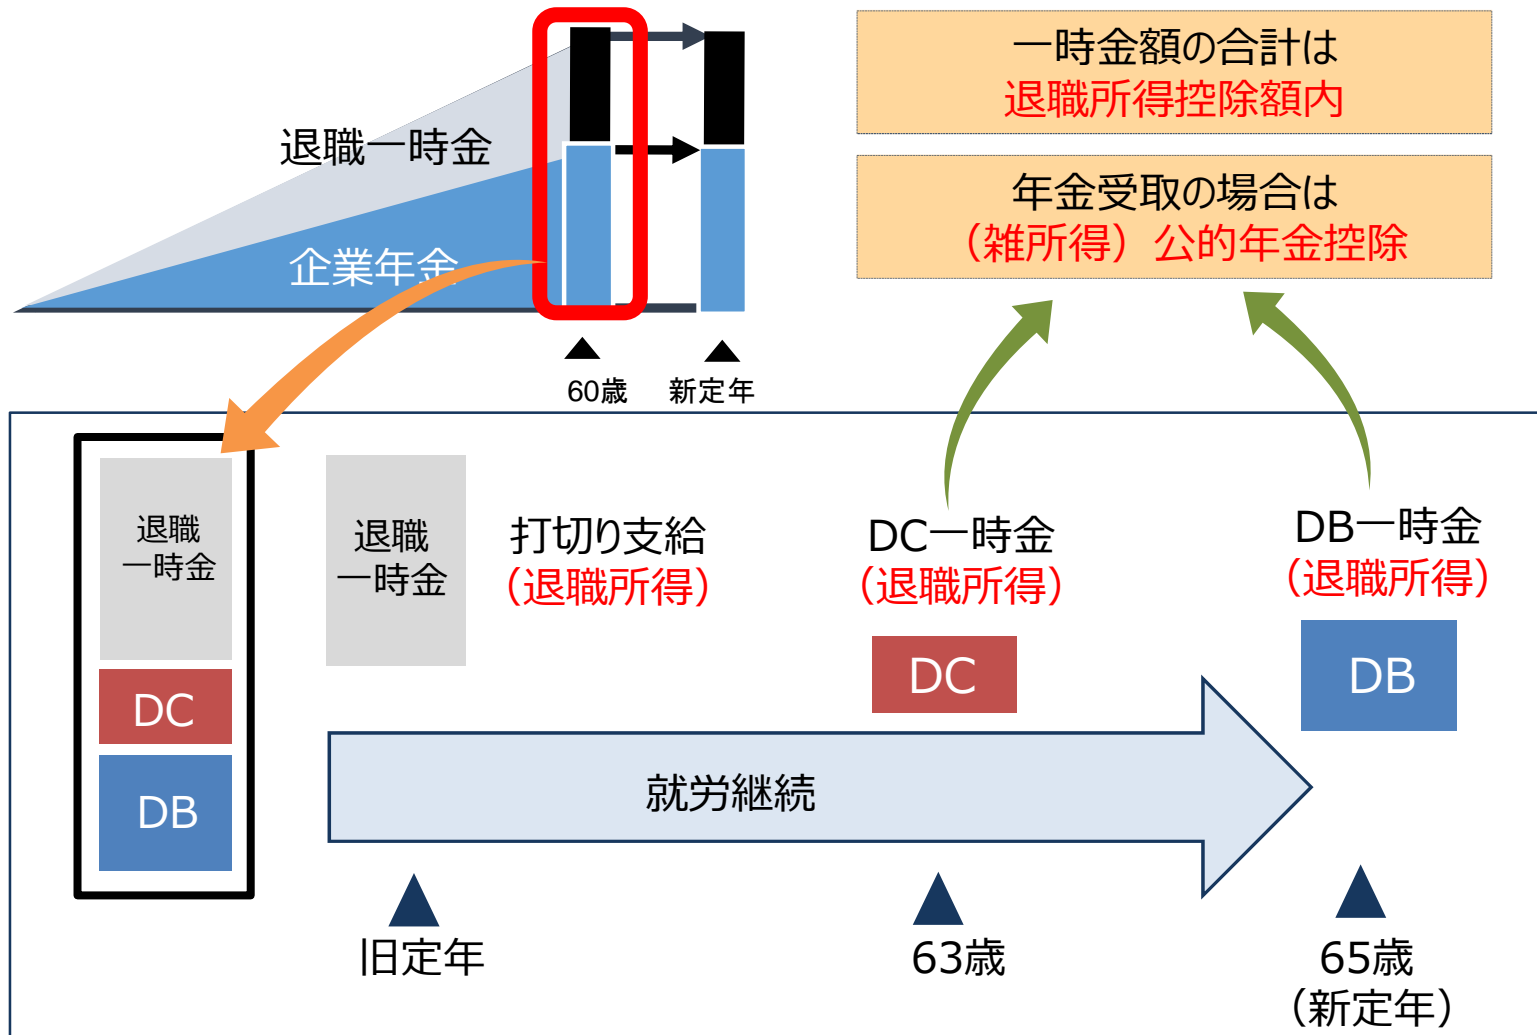 一時金額の合計は
退職所得控除額内
退職一時金
年金受取の場合は
（雑所得）公的年金控除
企業年金
60歳
新定年
退職
一時金
退職
一時金
打切り支給
（退職所得）
DC一時金
（退職所得）
DB一時金
（退職所得）
DC
DB
DC
DB
就労継続
旧定年
63歳
65歳
（新定年）